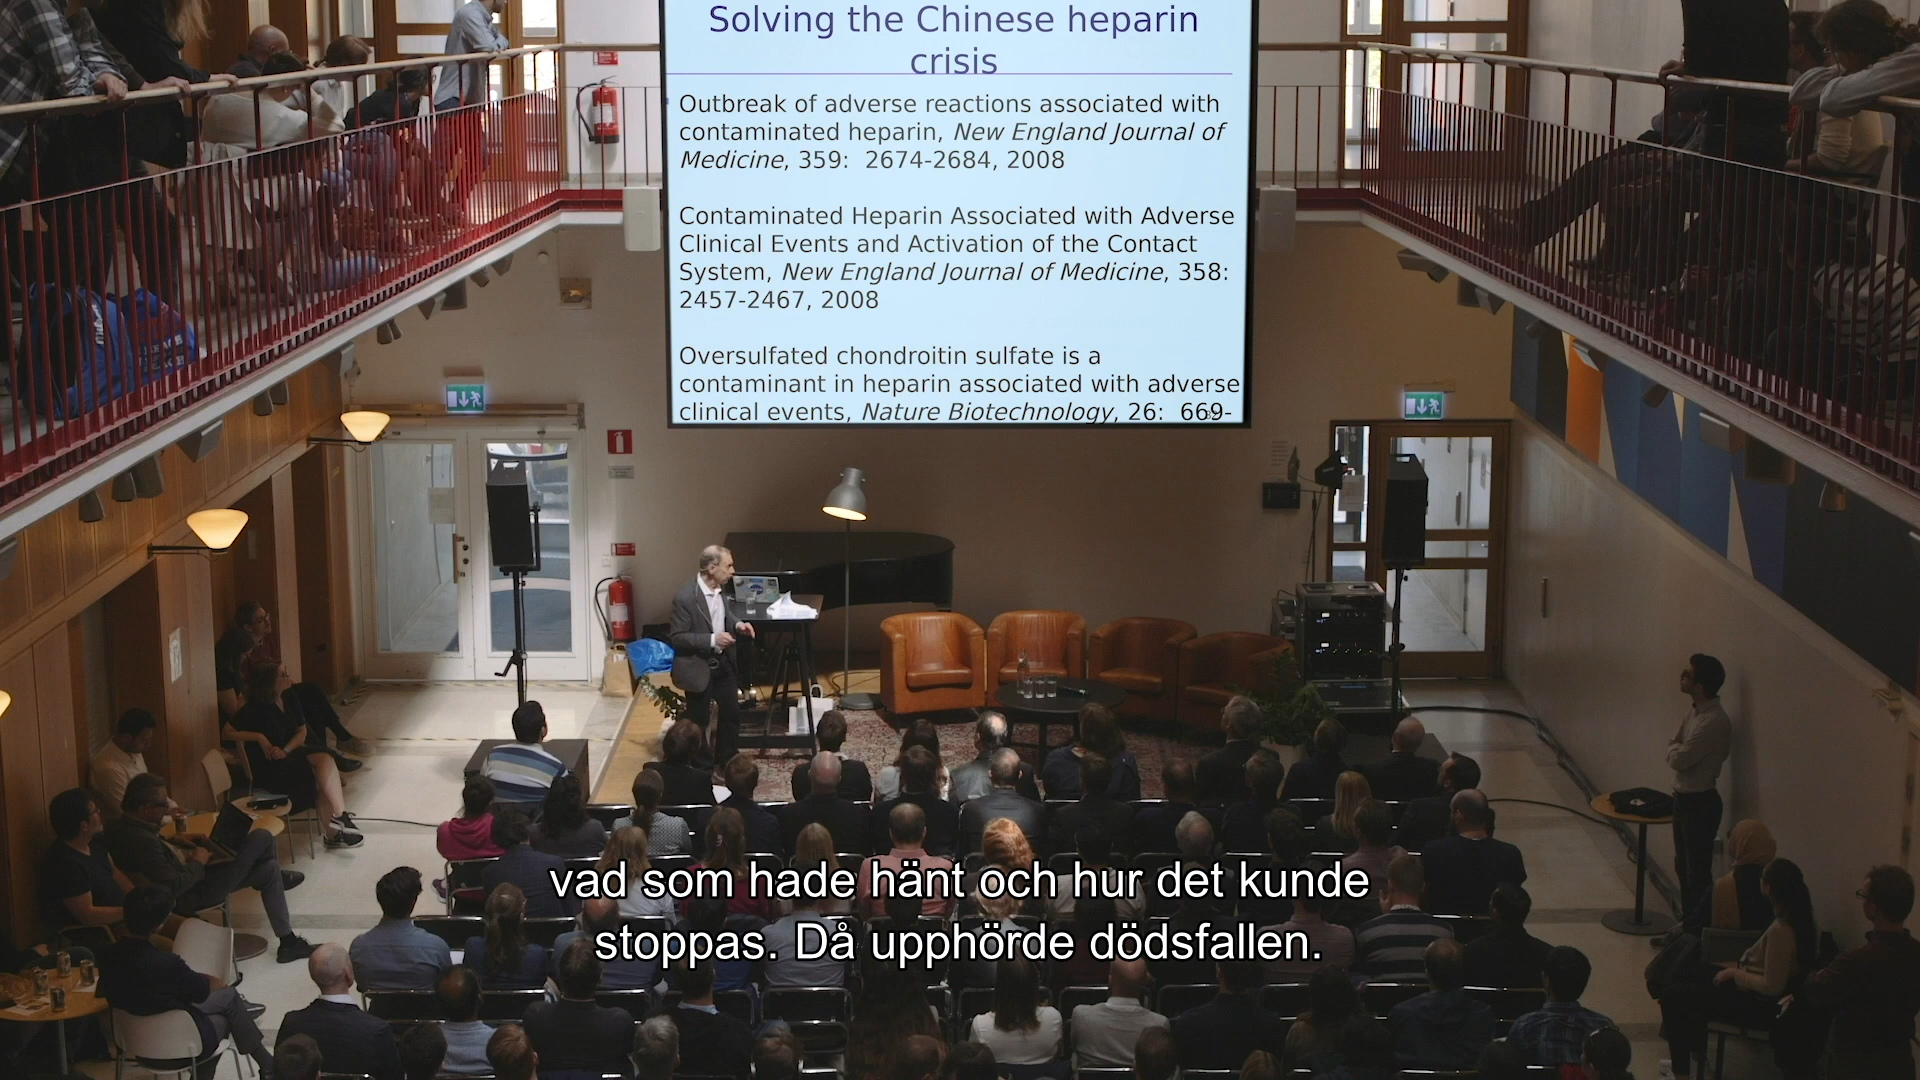 Solving the Chinese heparin
crisis
Outbreak of adverse reactions associated with
contaminated heparin, New England Journal of
Medicine, 359:  2674-2684, 2008
Contaminated Heparin Associated with Adverse
Clinical Events and Activation of the Contact
System, New England Journal of Medicine, 358:
2457-2467, 2008
Oversulfated chondroitin sulfate is a
contaminant in heparin associated with adverse
clinical events, Nature Biotechnology, 26:  669-
vad som hade hänt och hur det kunde
stoppas. Då upphörde dödsfallen.